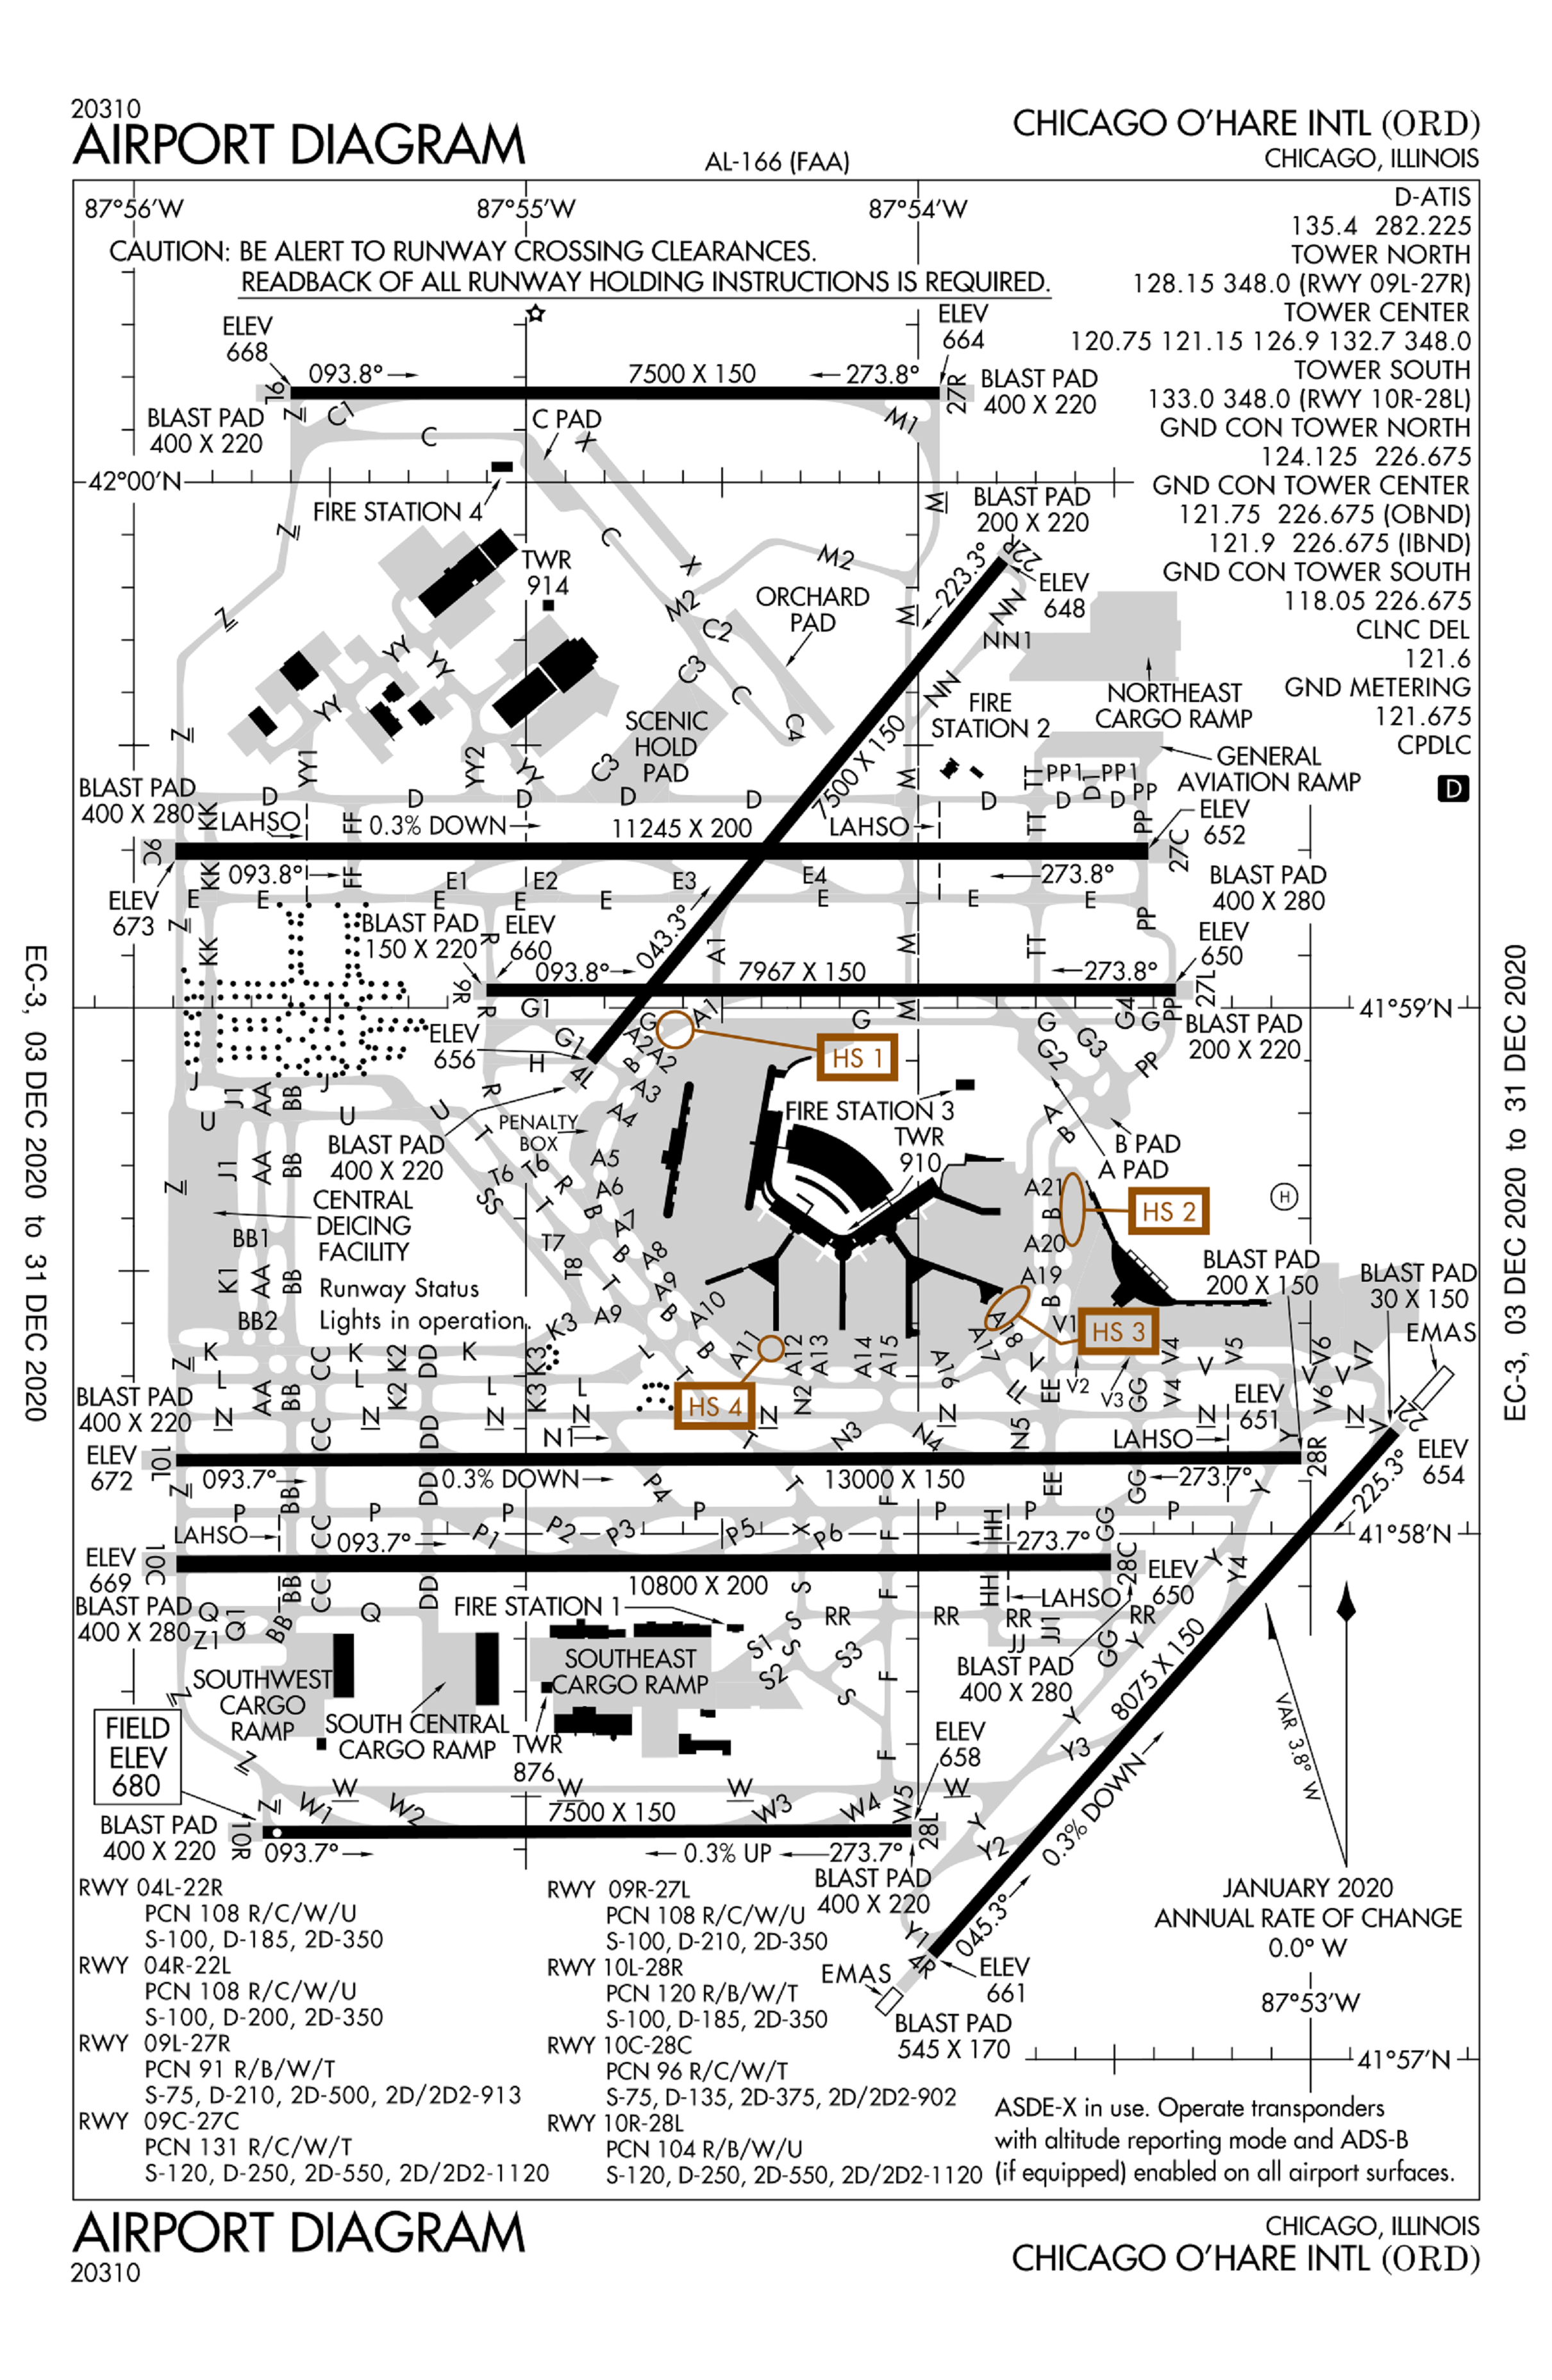 20310
AIRPORT DIAGRAM
AL-166 (FAA)
CHICAGO O'HARE INTL (ORD)
CHICAGO, ILLINOIS
87°56'W
87°55'W
87°54'W
D-ATIS
135.4 282.225
TOWER NORTH
128.15 348.0 (RWY 09L-27R)
TOWER CENTER
120.75 121.15 126.9 132.7 348.0
TOWER SOUTH
133.0 348.0 (RWY 10R-28L)
GND CON TOWER NORTH
124.125 226.675
GND CON TOWER CENTER
121.75 226.675 (OBND)
121.9 226.675 (IBND)
GND CON TOWER SOUTH
118.05 226.675
CLNC DEL
121.6
GND METERING
121.675
CPDLC
D
CAUTION: BE ALERT TO RUNWAY CROSSING CLEARANCES.
READBACK OF ALL RUNWAY HOLDING INSTRUCTIONS IS REQUIRED.
ELEV
668
093.8°
7500 X 150
273.8°
ELEV
664
9L
27R
BLAST PAD
400 X 220
BLAST PAD
400 X 220
Z
C1
C
C PAD
X
M1
42°00'N
FIRE STATION 4
M
BLAST PAD
200 X 220
22R
223.3°
ELEV
648
Z
C
X
M2
TWR
914
ORCHARD
PAD
M2
C2
M
NN
NN1
Z
YY
YY
C3
C
NN
YY
C4
NORTHEAST
CARGO RAMP
FIRE
STATION 2
SCENIC
HOLD
PAD
7500 X 150
GENERAL
AVIATION RAMP
Z
YY1
YY2
YY
C3
M
TT
PP1
D1
PP1
PP
BLAST PAD
400 X 280
KK
D
D
D
D
D
D
D
D
LAHSO
FF
0.3% DOWN
11245 X 200
LAHSO
TT
PP
ELEV
652
9C
27C
093.8°
273.8°
KK
FF
E1
E2
E3
E4
BLAST PAD
400 X 280
ELEV
673
E
E
E
E
E
E
E
E
Z
KK
BLAST PAD
150 X 220
ELEV
660
R
043.3°
A1
M
TT
PP
ELEV
650
093.8°
7967 X 150
273.8°
9R
27L
R
G1
G
A1
G
M
G
G4
G
PP
41°59'N
ELEV
656
G1
H
4L
A2
A2
B
HS 1
G2
G3
PP
BLAST PAD
200 X 220
J
J1
AA
BB
J
U
U
U
R
A3
A4
FIRE STATION 3
TWR
910
BLAST PAD
400 X 220
PENALTY
BOX
T
A
B
B PAD
A PAD
J1
AA
BB
T6
T6
SS
T
R
B
A5
A6
A7
A21
B
A20
HS 2
H
Z
CENTRAL
DEICING
FACILITY
BB1
T7
T8
B
T
A8
A9
A9
B
A10
A19
B
V1
A18
A17
HS 3
BLAST PAD
200 X 150
BLAST PAD
30 X 150
EMAS
K1
AA
BB
BB2
Runway Status
Lights in operation.
Z
K
CC
K
K2
DD
K
K3
K3
L
T
B
A11
A12
A13
A14
A15
A16
V
V2
V3
V4
V
V5
V
V6
V
V7
L
AA
BB
L
K2
L
K3
L
HS 4
N2
EE
EE
GG
V4
V6
V
22L
BLAST PAD
400 X 220
N
CC
N
DD
N
N
N1
T
N
N3
N4
N
N5
LAHSO
N
ELEV
651
Y
N
ELEV
672
10L
28R
ELEV
654
Z
093.7°
BB
DD
0.3% DOWN
P4
T
13000 X 150
EE
GG
273.7°
Y
225.3°
P
P
P
P
P
P
P
LAHSO
CC
093.7°
P1
P2
P3
P5
X
P6
F
F
HH
273.7°
GG
41°58'N
ELEV
669
10C
28C
10800 X 200
ELEV
650
Y
Y4
BB
CC
DD
S
F
HH
LAHSO
BLAST PAD
400 X 280
Q
Q1
Z1
BB
Q
FIRE STATION 1
S
RR
RR
RR
RR
JJ
JJ1
GG
Y
SOUTHWEST
CARGO
RAMP
SOUTHEAST
CARGO RAMP
S1
S
S2
S3
S
F
BLAST PAD
400 X 280
8075 X 150
Z
SOUTH CENTRAL
CARGO RAMP
TWR
876
F
ELEV
658
Y
Y3
VAR 3.8° W
FIELD
ELEV
680
Z
W
W
W
W
Z
W1
W2
7500 X 150
W3
W4
W5
Y
Y2
0.3% DOWN
BLAST PAD
400 X 220
10R
28L
093.7°
0.3% UP
273.7°
BLAST PAD
400 X 220
Y1
4R
045.3°
EMAS
ELEV
661
BLAST PAD
545 X 170
JANUARY 2020
ANNUAL RATE OF CHANGE
0.0° W
87°53'W
41°57'N
RWY 04L-22R
PCN 108 R/C/W/U
S-100, D-185, 2D-350
RWY 04R-22L
PCN 108 R/C/W/U
S-100, D-200, 2D-350
RWY 09L-27R
PCN 91 R/B/W/T
S-75, D-210, 2D-500, 2D/2D2-913
RWY 09C-27C
PCN 131 R/C/W/T
S-120, D-250, 2D-550, 2D/2D2-1120
RWY 09R-27L
PCN 108 R/C/W/U
S-100, D-210, 2D-350
RWY 10L-28R
PCN 120 R/B/W/T
S-100, D-185, 2D-350
RWY 10C-28C
PCN 96 R/C/W/T
S-75, D-135, 2D-375, 2D/2D2-902
RWY 10R-28L
PCN 104 R/B/W/U
S-120, D-250, 2D-550, 2D/2D2-1120
ASDE-X in use. Operate transponders
with altitude reporting mode and ADS-B
(if equipped) enabled on all airport surfaces.
EC-3, 03 DEC 2020 to 31 DEC 2020
EC-3, 03 DEC 2020 to 31 DEC 2020
AIRPORT DIAGRAM
20310
CHICAGO, ILLINOIS
CHICAGO O'HARE INTL (ORD)